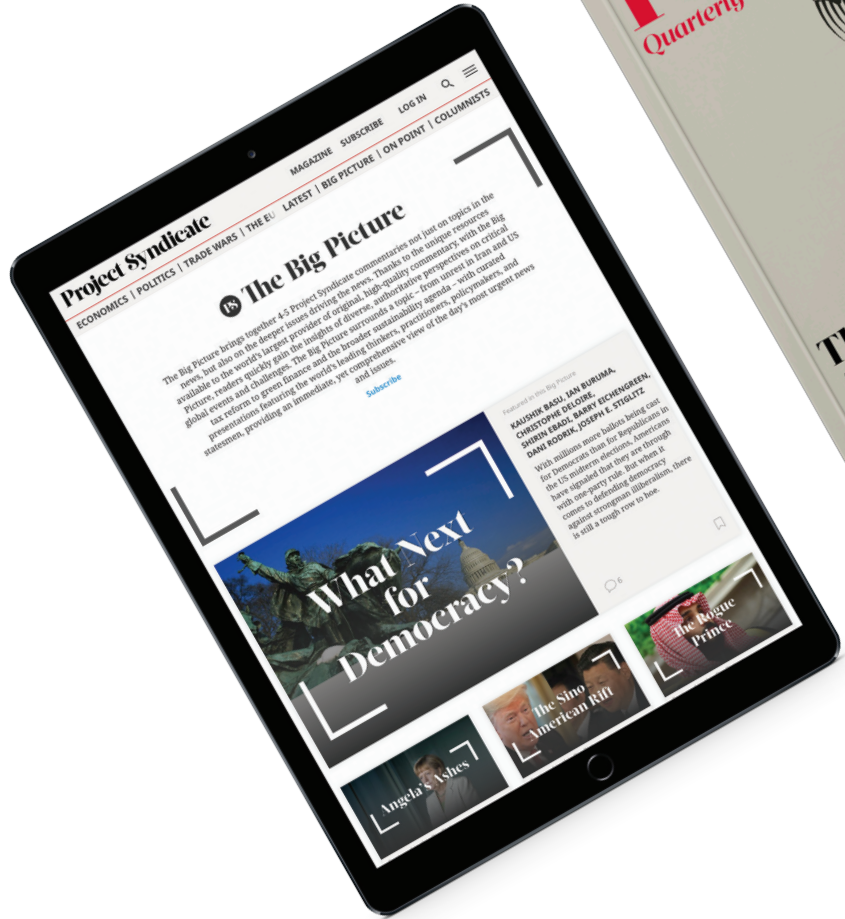 Project Syndicate
MAGAZINE SUBSCRIBE LOG IN
ECONOMICS | POLITICS | TRADE WARS | THE EU LATEST | BIG PICTURE | ON POINT | COLUMNISTS
PS The Big Picture
The Big Picture brings together 4-5 Project Syndicate commentaries not just on topics in the
news, but also on the deeper issues driving the news. Thanks to the unique resources
available to the world's largest provider of original, high-quality commentary, with the Big
Picture, readers quickly gain the insights of diverse, authoritative perspectives on critical
global events and challenges. The Big Picture surrounds a topic – from unrest in Iran and US
tax reform to green finance and the broader sustainability agenda – with curated
presentations featuring the world's leading thinkers, practitioners, policymakers, and
statesmen, providing an immediate, yet comprehensive view of the day's most urgent news
and issues.
Subscribe
What Next
for
Democracy?
Featured in this Big Picture
KAUSHIK BASU, IAN BURUMA,
CHRISTOPHE DELOIRE,
SHIRIN EBADI, BARRY EICHENGREEN,
DANI RODRIK, JOSEPH E. STIGLITZ
With millions more ballots being cast
for Democrats than for Republicans in
the US midterm elections, Americans
have signaled that they are through
with one-party rule. But when it
comes to defending democracy
against strongman illiberalism, there
is still a tough row to hoe.
6
Angela's Ashes
The Sino
American Rift
The Rogue
Prince
Quarterly